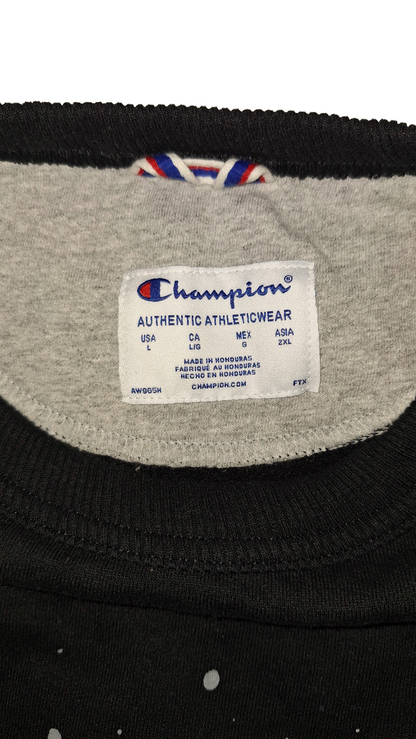 Champion®
AUTHENTIC ATHLETICWEAR
USA CA MEX ASIA
L L/G G 2XL
MADE IN HONDURAS
FABRIQUÉ AU HONDURAS
HECHO EN HONDURAS
AW965H CHAMPION.COM FTX